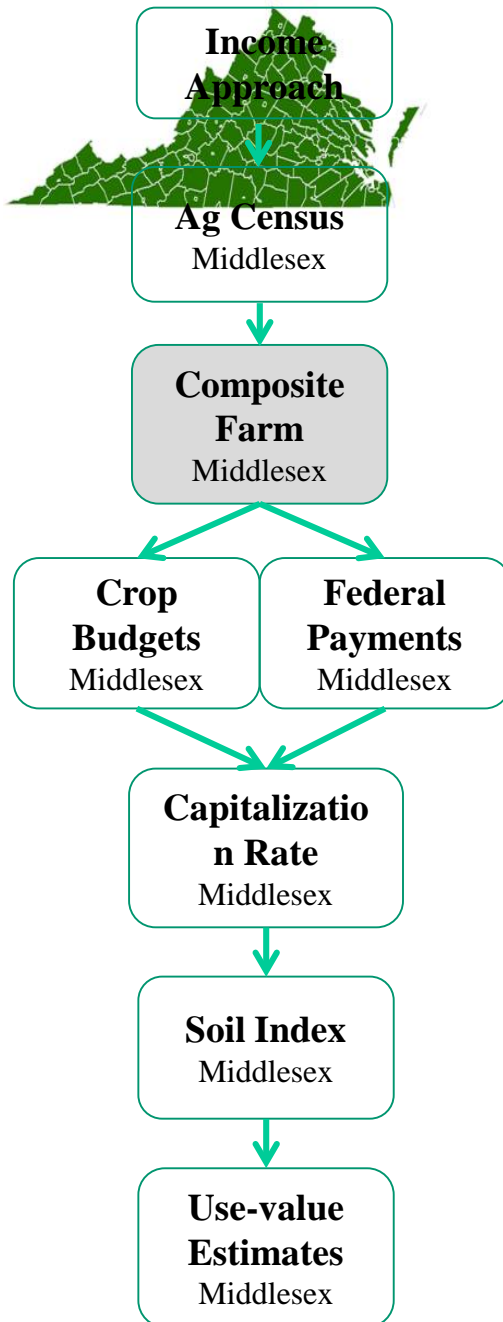 Income
Approach
Ag Census
Middlesex
Composite
Farm
Middlesex
Crop
Budgets
Middlesex
Federal
Payments
Middlesex
Capitalizatio
n Rate
Middlesex
Soil Index
Middlesex
Use-value
Estimates
Middlesex